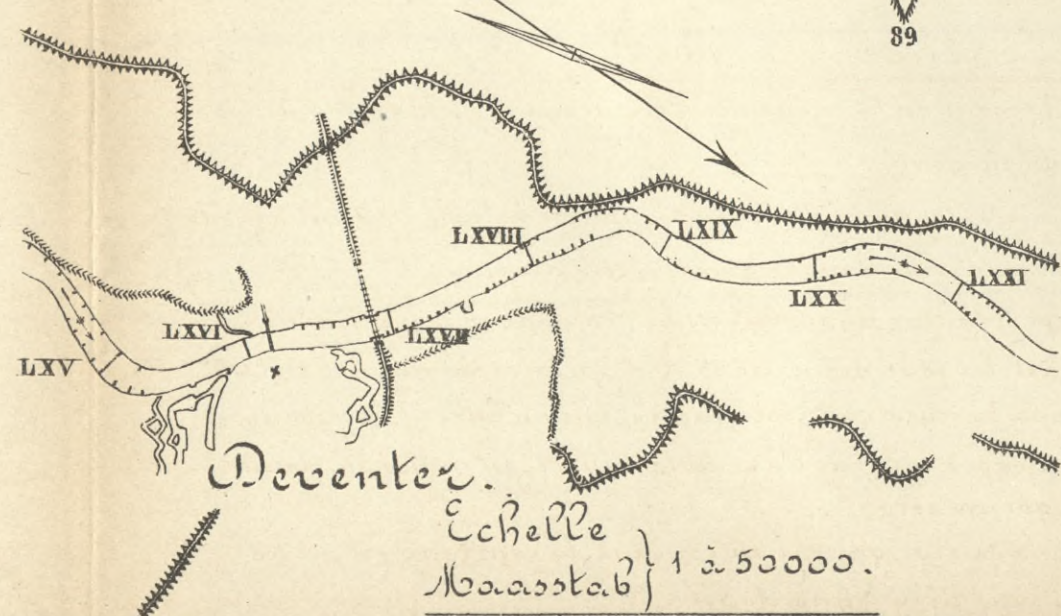 89
LXVIII
LXIX
LXXI
LXX
LXVI
LXVII
LXV
Deventer.
Echelle
Maasstab } 1 à 50000.